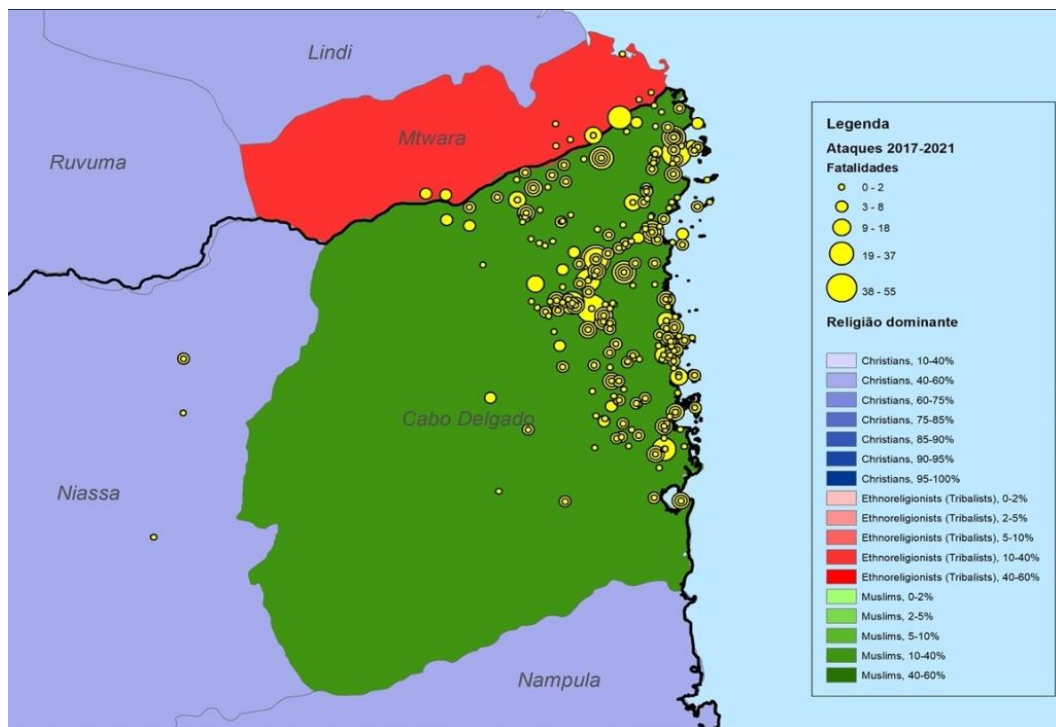 Lindi
Mtwara
Ruvuma
Cabo Delgado
Niassa
Nampula
Legenda
Ataques 2017-2021
Fatalidades
0 - 2
3 - 8
9 - 18
19 - 37
38 - 55
Religião dominante
Christians, 10-40%
Christians, 40-60%
Christians, 60-75%
Christians, 75-85%
Christians, 85-90%
Christians, 90-95%
Christians, 95-100%
Ethnoreligionists (Tribalists), 0-2%
Ethnoreligionists (Tribalists), 2-5%
Ethnoreligionists (Tribalists), 5-10%
Ethnoreligionists (Tribalists), 10-40%
Ethnoreligionists (Tribalists), 40-60%
Muslims, 0-2%
Muslims, 2-5%
Muslims, 5-10%
Muslims, 10-40%
Muslims, 40-60%